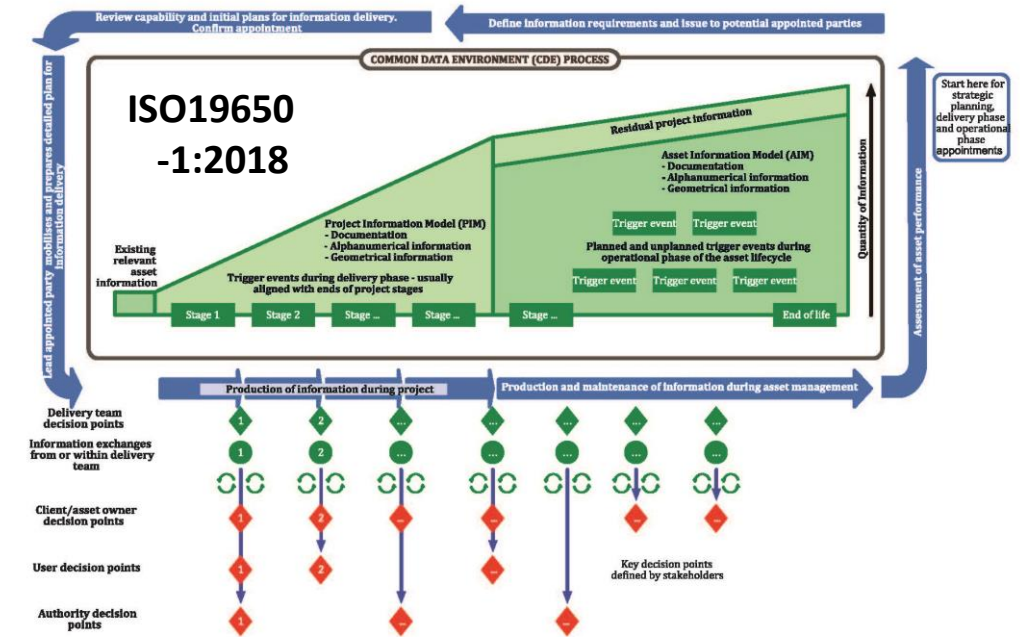 Review capability and initial plans for information delivery.
Confirm appointment
Define information requirements and issue to potential appointed parties
COMMON DATA ENVIRONMENT (CDE) PROCESS
Start here for
strategic
planning,
delivery phase
and operational
phase
appointments
ISO19650
-1:2018
Lead appointed party mobilises and prepares detailed plan for
information delivery
Residual project information
Asset Information Model (AIM)
- Documentation
- Alphanumerical information
- Geometrical information
Quantity of Information
Assessment of asset performance
Project Information Model (PIM)
- Documentation
- Alphanumerical information
- Geometrical information
Trigger event
Trigger event
Planned and unplanned trigger events during
operational phase of the asset lifecycle
Existing
relevant
asset
information
Trigger events during delivery phase - usually
aligned with ends of project stages
Trigger event
Trigger event
Trigger event
Stage 1
Stage 2
Stage ...
Stage ...
Stage ...
End of life
Production of information during project
Production and maintenance of information during asset management
Delivery team
decision points
1
2
...
...
...
...
...
Information exchanges
from or within delivery
team
1
2
...
...
...
...
...
Client/asset owner
decision points
1
2
...
...
...
...
User decision points
1
2
...
Key decision points
defined by stakeholders
Authority decision
points
1
...
...